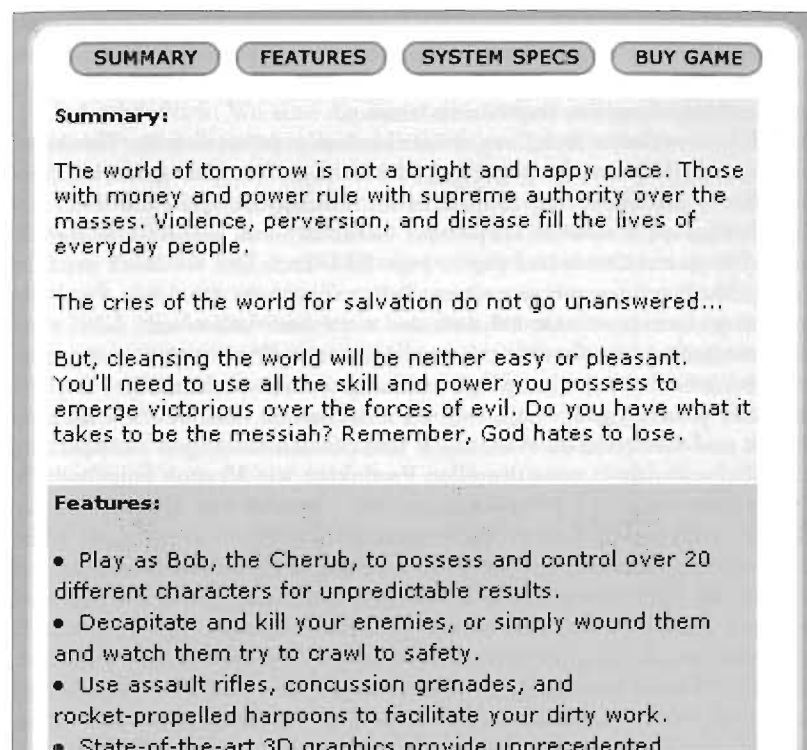 SUMMARY FEATURES SYSTEM SPECS BUY GAME
Summary:
The world of tomorrow is not a bright and happy place. Those
with money and power rule with supreme authority over the
masses. Violence, perversion, and disease fill the lives of
everyday people.
The cries of the world for salvation do not go unanswered...
But, cleansing the world will be neither easy or pleasant.
You'll need to use all the skill and power you possess to
emerge victorious over the forces of evil. Do you have what it
takes to be the messiah? Remember, God hates to lose.
Features:
• Play as Bob, the Cherub, to possess and control over 20
different characters for unpredictable results.
• Decapitate and kill your enemies, or simply wound them
and watch them try to crawl to safety.
• Use assault rifles, concussion grenades, and
rocket-propelled harpoons to facilitate your dirty work.
• State-of-the-art 3D graphics provide unprecedented